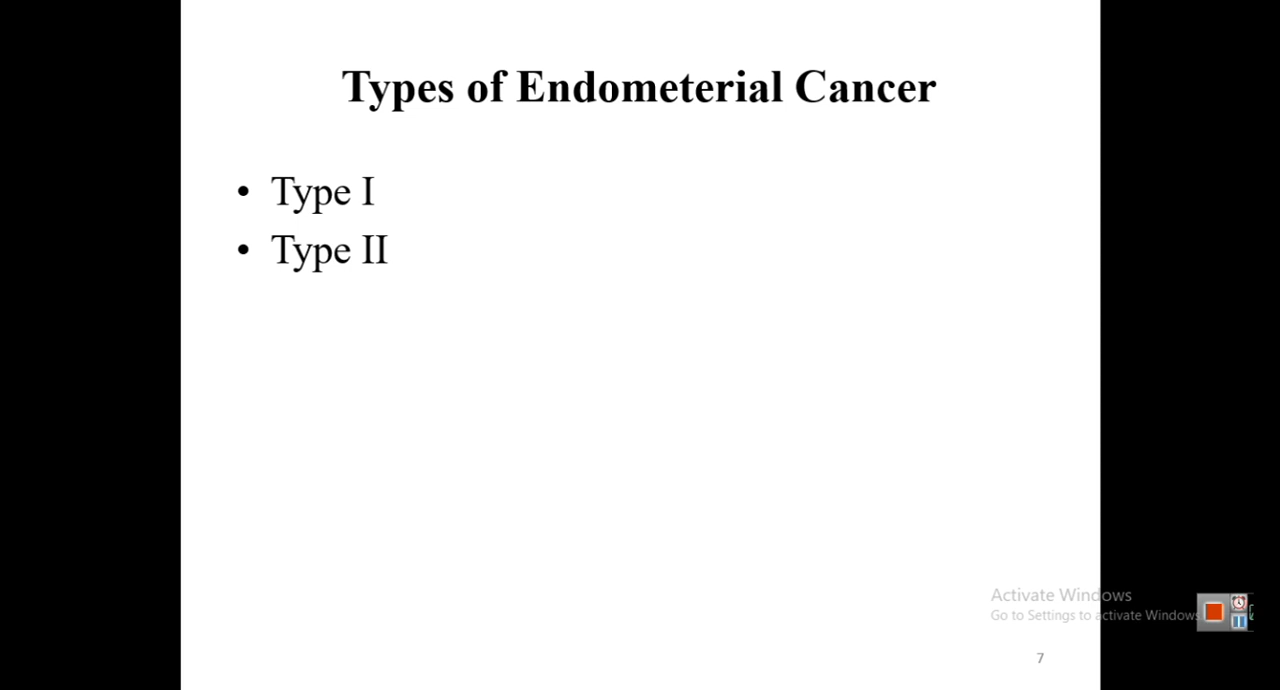 Types of Endometerial Cancer
• Type I
• Type II
Activate Windows
Go to Settings to activate Windows
7